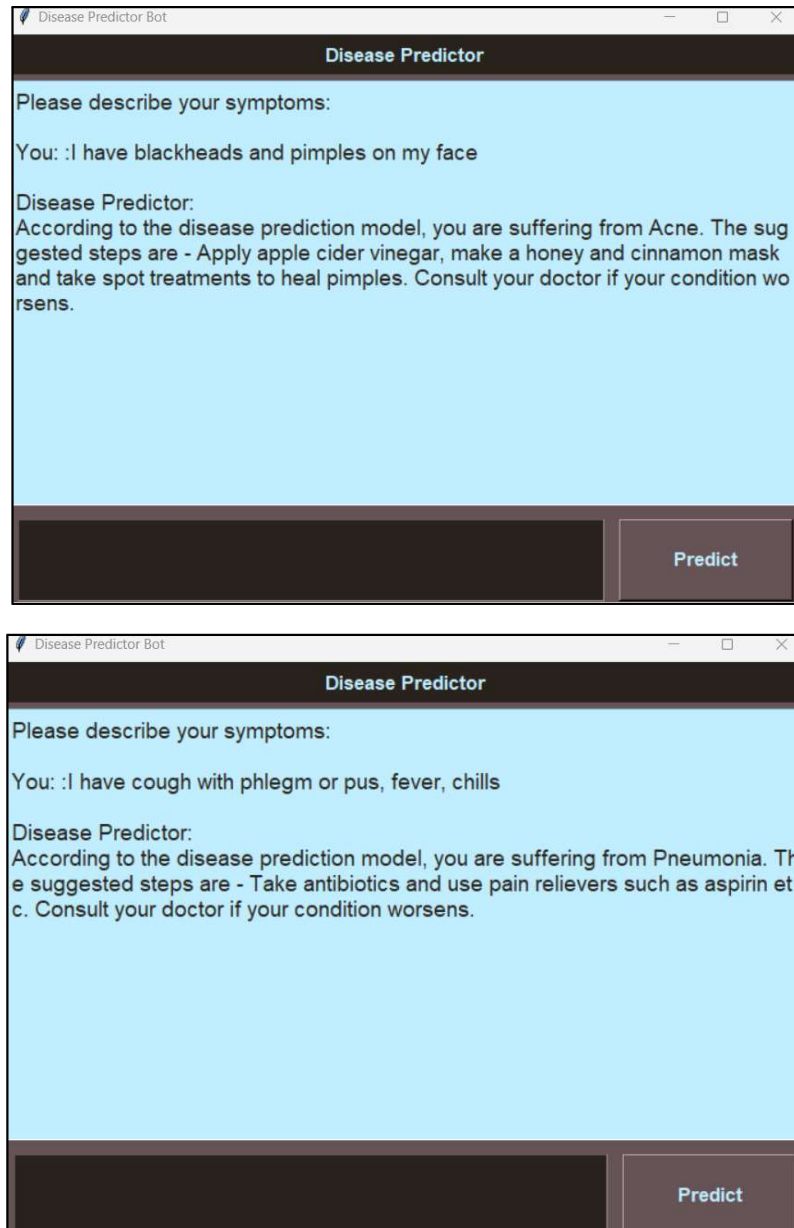 Disease Predictor Bot
Disease Predictor
Please describe your symptoms:
You: :I have blackheads and pimples on my face
Disease Predictor:
According to the disease prediction model, you are suffering from Acne. The sug
gested steps are - Apply apple cider vinegar, make a honey and cinnamon mask
and take spot treatments to heal pimples. Consult your doctor if your condition wo
rsens.
Predict
Disease Predictor Bot
Disease Predictor
Please describe your symptoms:
You: :I have cough with phlegm or pus, fever, chills
Disease Predictor:
According to the disease prediction model, you are suffering from Pneumonia. Th
e suggested steps are - Take antibiotics and use pain relievers such as aspirin et
c. Consult your doctor if your condition worsens.
Predict